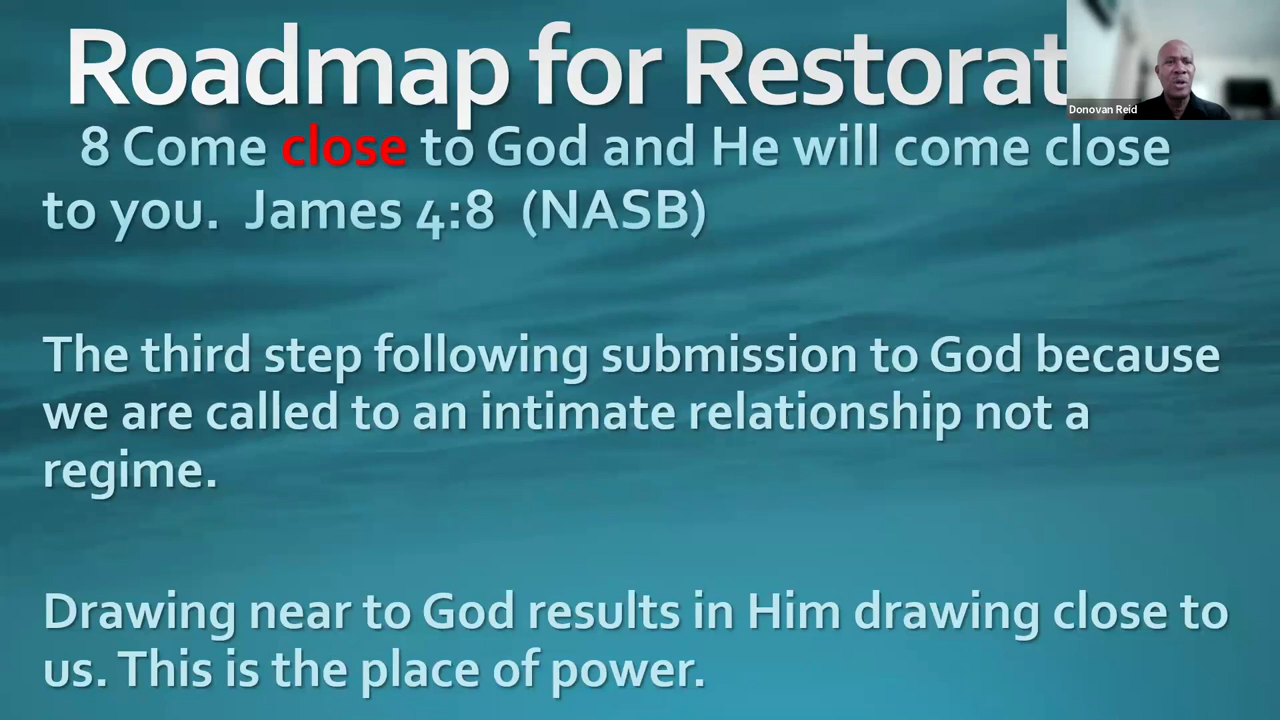 Roadmap for Restorat
Donovan Reid
8 Come close to God and He will come close
to you. James 4:8 (NASB)
The third step following submission to God because
we are called to an intimate relationship not a
regime.
Drawing near to God results in Him drawing close to
us. This is the place of power.